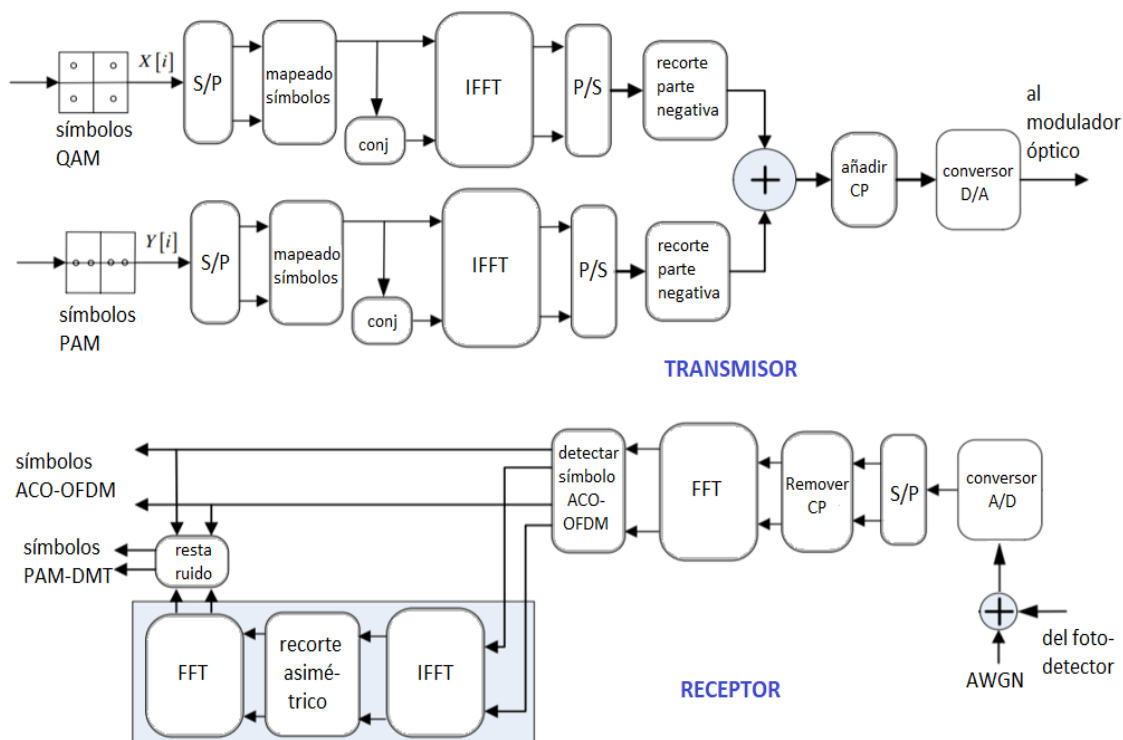 X[i]
símbolos
QAM
S/P
mapeado
símbolos
conj
IFFT
P/S
recorte
parte
negativa
Y[i]
símbolos
PAM
S/P
mapeado
símbolos
conj
IFFT
P/S
recorte
parte
negativa
+
añadir
CP
conversor
D/A
al
modulador
óptico
TRANSMISOR
símbolos
ACO-OFDM
símbolos
PAM-DMT
resta
ruido
detectar
símbolo
ACO-
OFDM
FFT
Remover
CP
S/P
conversor
A/D
FFT
recorte
asimé-
trico
IFFT
RECEPTOR
+
AWGN
del foto-
detector